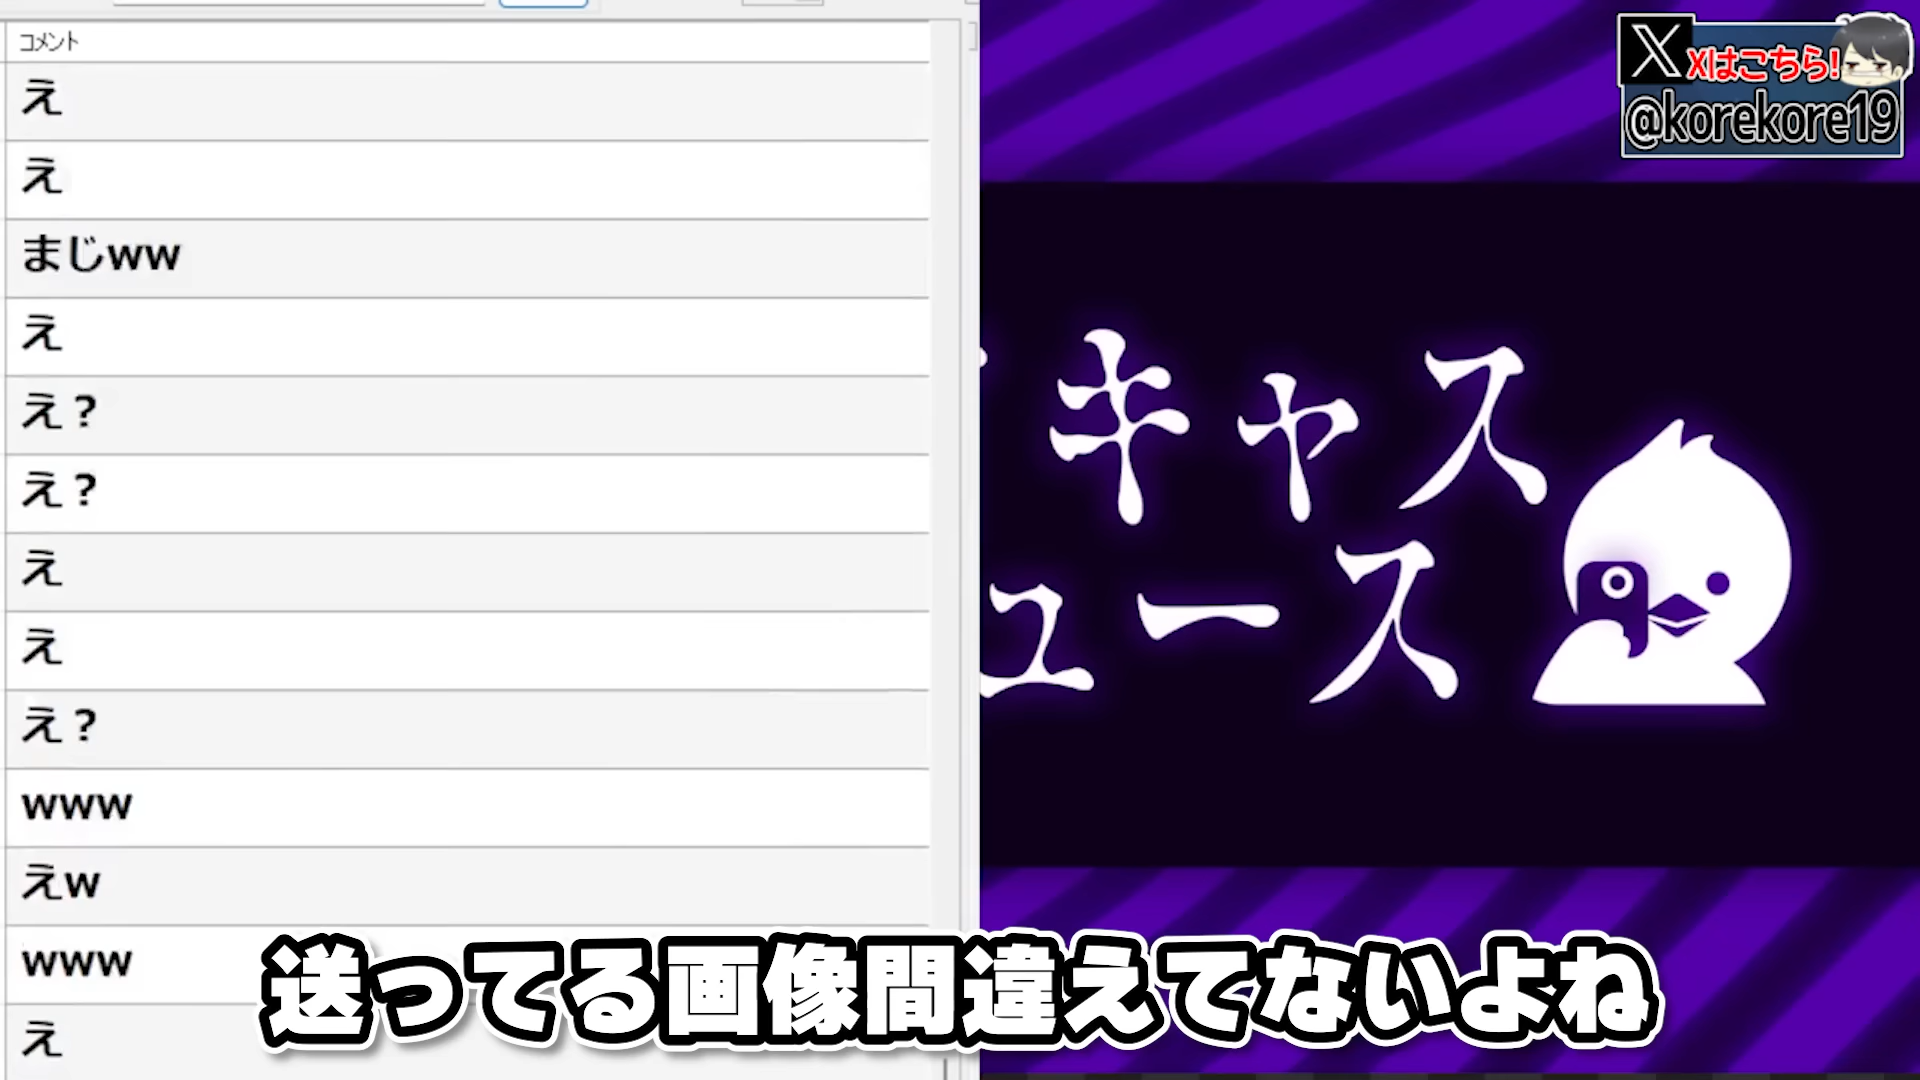 コメント
え
え
まじww
え
え？
え？
え
え
え？
www
えw
www
え
Xはこちら!
@korekore19
キャス
ュース
送ってる画像間違えてないよね